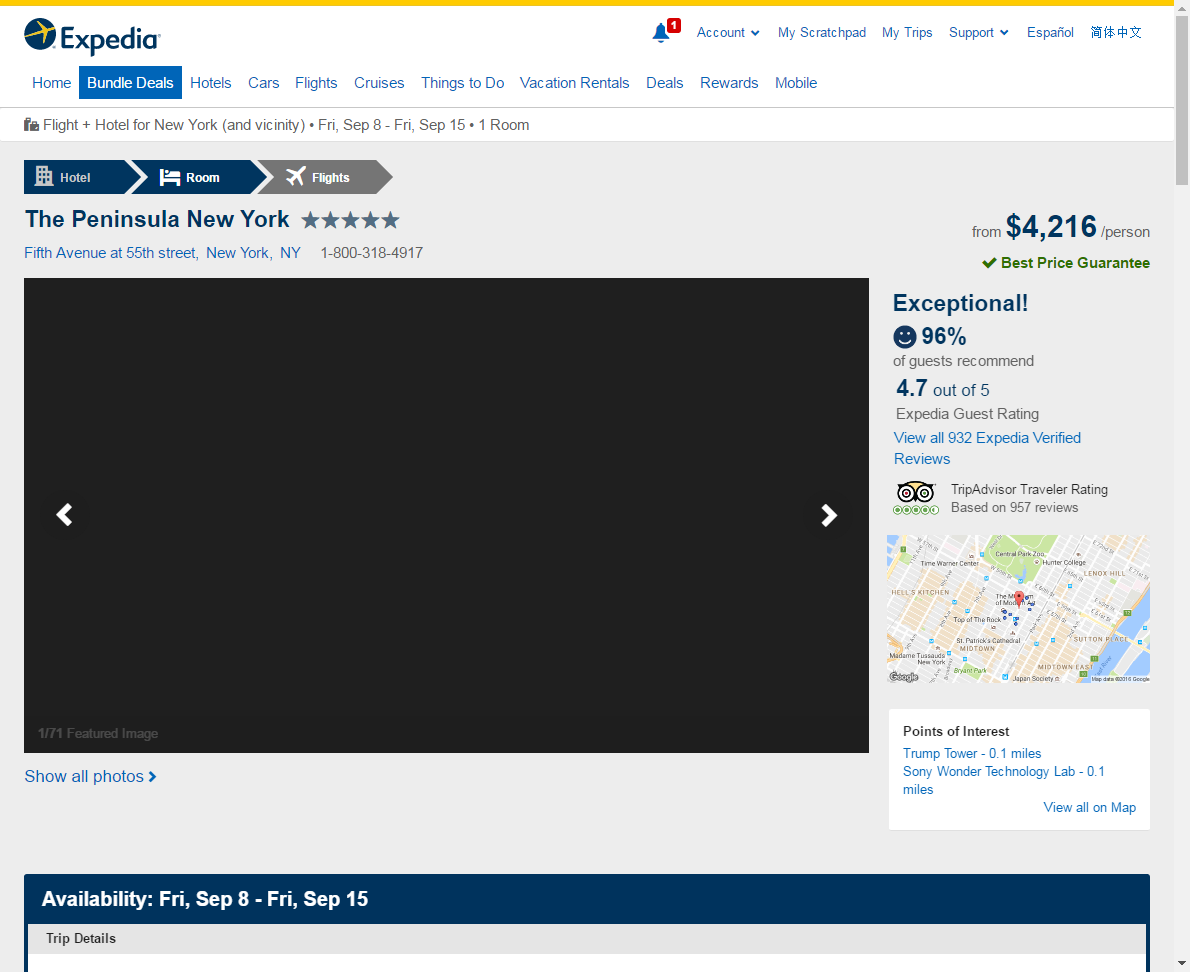 Expedia
1
Account
My Scratchpad
My Trips
Support
Español
简体中文
Home
Bundle Deals
Hotels
Cars
Flights
Cruises
Things to Do
Vacation Rentals
Deals
Rewards
Mobile
Flight + Hotel for New York (and vicinity) • Fri, Sep 8 - Fri, Sep 15 • 1 Room
Hotel
Room
Flights
The Peninsula New York
from $4,216 /person
Fifth Avenue at 55th street, New York, NY 1-800-318-4917
Best Price Guarantee
Exceptional!
96%
of guests recommend
4.7 out of 5
Expedia Guest Rating
View all 932 Expedia Verified
Reviews
TripAdvisor Traveler Rating
Based on 957 reviews
Central Park Zoo
Time Warner Center
Hunter College
LENOX HILL
HELL'S KITCHEN
Top Of The Rock
St. Patrick's Cathedral
SUTTON PLACE
MIDTOWN
Madame Tussauds
New York
MIDTOWN EAST
Bryant Park
Japan Society
Google
Map data ©2016 Google
1/71 Featured Image
Show all photos
Points of Interest
Trump Tower - 0.1 miles
Sony Wonder Technology Lab - 0.1
miles
View all on Map
Availability: Fri, Sep 8 - Fri, Sep 15
Trip Details